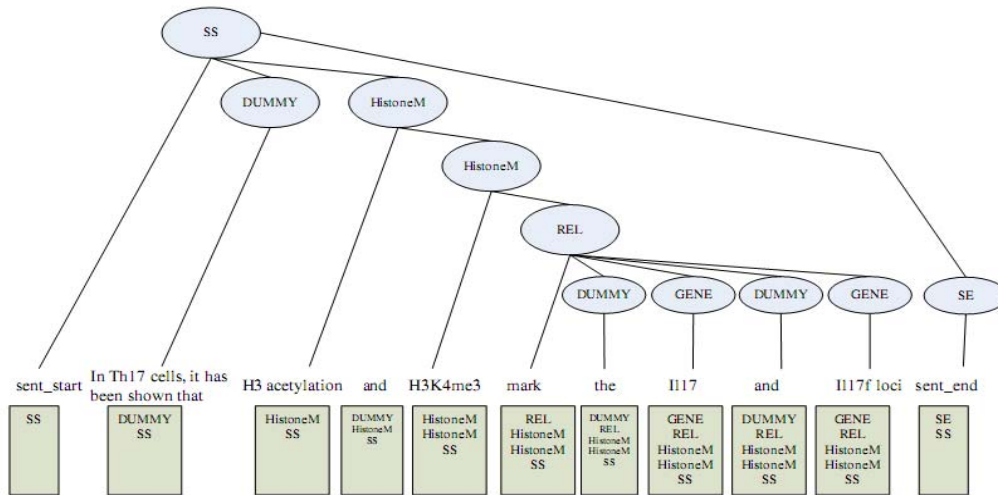 SS
DUMMY
HistoneM
HistoneM
REL
DUMMY GENE DUMMY GENE SE
sent_start In Th17 cells, it has been shown that H3 acetylation and H3K4me3 mark the Il17 and Il17f loci sent_end
SS
DUMMY
SS
HistoneM
SS
DUMMY
HistoneM
SS
HistoneM
HistoneM
SS
REL
HistoneM
HistoneM
SS
DUMMY
REL
HistoneM
HistoneM
SS
GENE
REL
HistoneM
HistoneM
SS
DUMMY
REL
HistoneM
HistoneM
SS
GENE
REL
HistoneM
HistoneM
SS
SE
SS